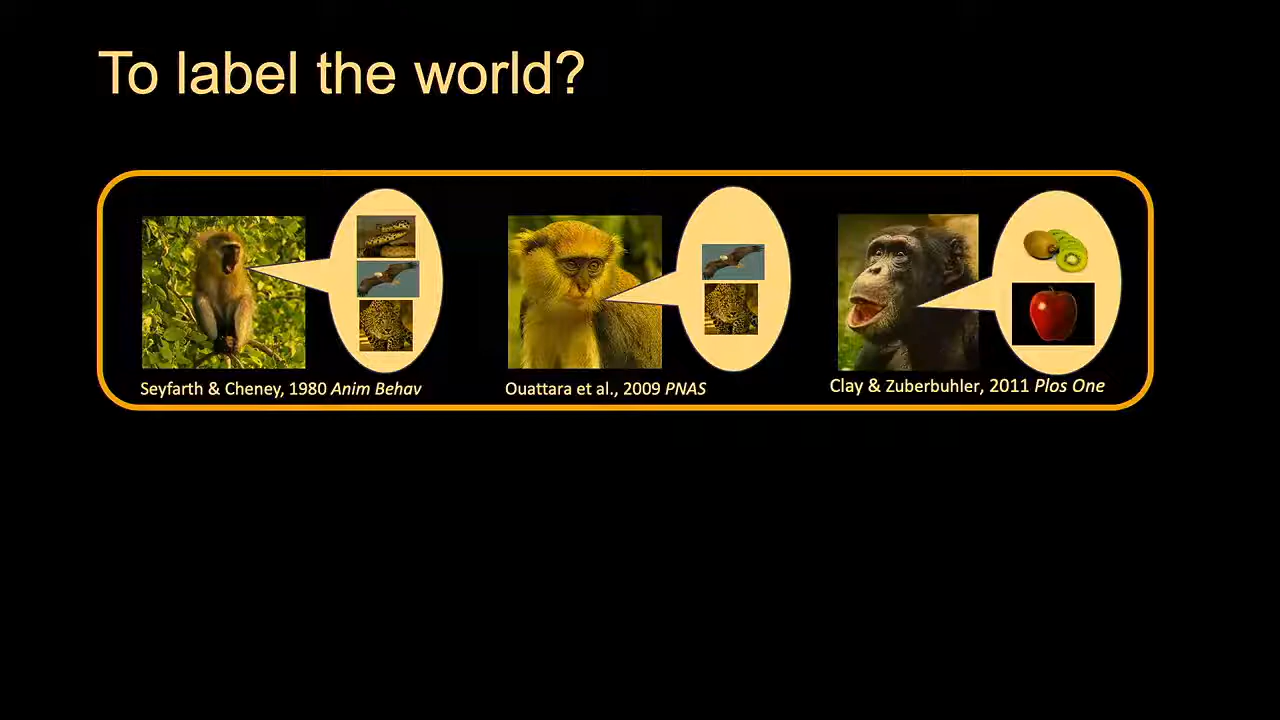 To label the world?
Seyfarth & Cheney, 1980 Anim Behav
Ouattara et al., 2009 PNAS
Clay & Zuberbuhler, 2011 Plos One